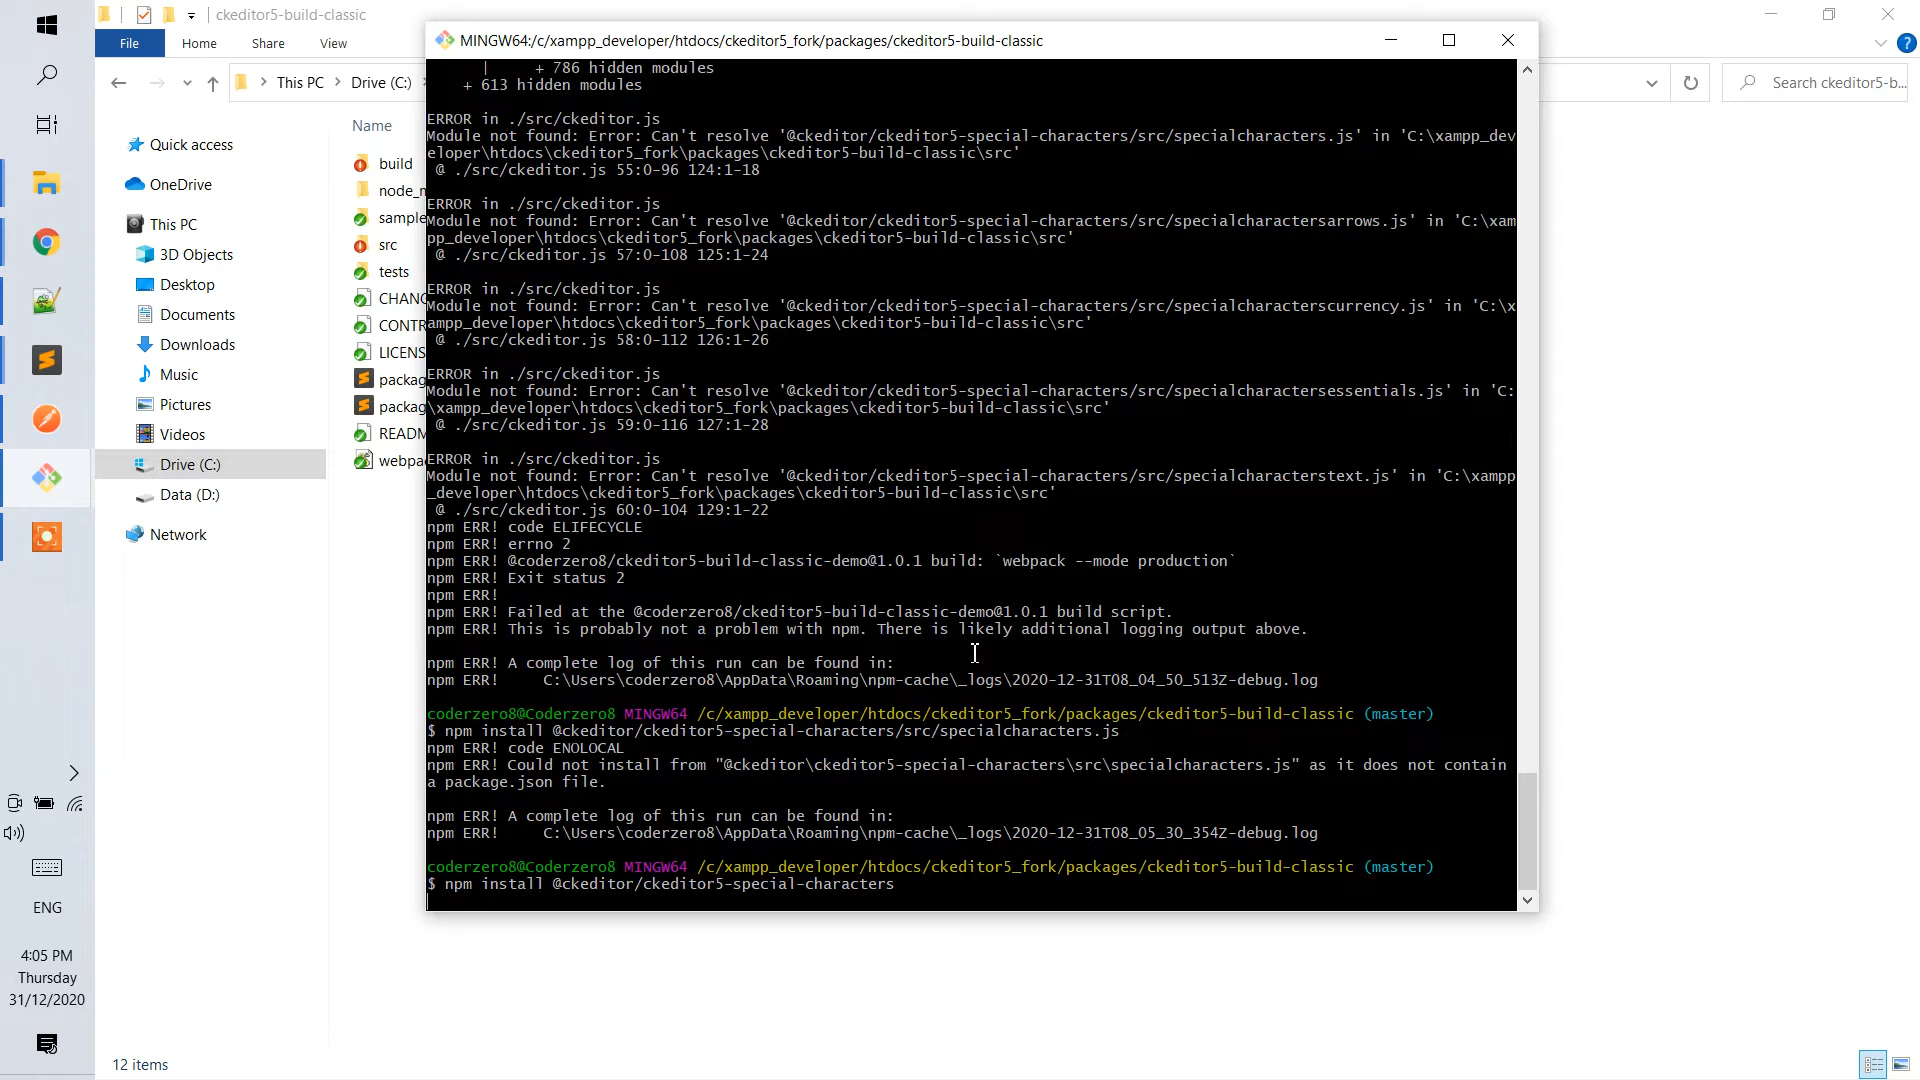 ckeditor5-build-classic
File
Home
Share
View
This PC
Drive (C:)
Search ckeditor5-b...
Name
Quick access
OneDrive
This PC
3D Objects
Desktop
Documents
Downloads
Music
Pictures
Videos
Drive (C:)
Data (D:)
Network
build
node_m
sample
src
tests
CHANG
CONTR
LICENS
packag
packag
READM
webpa
12 items
ENG
4:05 PM
Thursday
31/12/2020
MINGW64:/c/xampp_developer/htdocs/ckeditor5_fork/packages/ckeditor5-build-classic
|     + 786 hidden modules
+ 613 hidden modules
ERROR in ./src/ckeditor.js
Module not found: Error: Can't resolve '@ckeditor/ckeditor5-special-characters/src/specialcharacters.js' in 'C:\xampp_dev
eloper\htdocs\ckeditor5_fork\packages\ckeditor5-build-classic\src'
@ ./src/ckeditor.js 55:0-96 124:1-18
ERROR in ./src/ckeditor.js
Module not found: Error: Can't resolve '@ckeditor/ckeditor5-special-characters/src/specialcharactersarrows.js' in 'C:\xam
pp_developer\htdocs\ckeditor5_fork\packages\ckeditor5-build-classic\src'
@ ./src/ckeditor.js 57:0-108 125:1-24
ERROR in ./src/ckeditor.js
Module not found: Error: Can't resolve '@ckeditor/ckeditor5-special-characters/src/specialcharacterscurrency.js' in 'C:\x
ampp_developer\htdocs\ckeditor5_fork\packages\ckeditor5-build-classic\src'
@ ./src/ckeditor.js 58:0-112 126:1-26
ERROR in ./src/ckeditor.js
Module not found: Error: Can't resolve '@ckeditor/ckeditor5-special-characters/src/specialcharactersessentials.js' in 'C:
\xampp_developer\htdocs\ckeditor5_fork\packages\ckeditor5-build-classic\src'
@ ./src/ckeditor.js 59:0-116 127:1-28
ERROR in ./src/ckeditor.js
Module not found: Error: Can't resolve '@ckeditor/ckeditor5-special-characters/src/specialcharacterstext.js' in 'C:\xampp
_developer\htdocs\ckeditor5_fork\packages\ckeditor5-build-classic\src'
@ ./src/ckeditor.js 60:0-104 129:1-22
npm ERR! code ELIFECYCLE
npm ERR! errno 2
npm ERR! @coderzero8/ckeditor5-build-classic-demo@1.0.1 build: `webpack --mode production`
npm ERR! Exit status 2
npm ERR!
npm ERR! Failed at the @coderzero8/ckeditor5-build-classic-demo@1.0.1 build script.
npm ERR! This is probably not a problem with npm. There is likely additional logging output above.
npm ERR! A complete log of this run can be found in:
npm ERR!     C:\Users\coderzero8\AppData\Roaming\npm-cache\_logs\2020-12-31T08_04_50_513Z-debug.log
coderzero8@Coderzero8 MINGW64 /c/xampp_developer/htdocs/ckeditor5_fork/packages/ckeditor5-build-classic (master)
$ npm install @ckeditor/ckeditor5-special-characters/src/specialcharacters.js
npm ERR! code ENOLOCAL
npm ERR! Could not install from "@ckeditor\ckeditor5-special-characters\src\specialcharacters.js" as it does not contain
a package.json file.
npm ERR! A complete log of this run can be found in:
npm ERR!     C:\Users\coderzero8\AppData\Roaming\npm-cache\_logs\2020-12-31T08_05_30_354Z-debug.log
coderzero8@Coderzero8 MINGW64 /c/xampp_developer/htdocs/ckeditor5_fork/packages/ckeditor5-build-classic (master)
$ npm install @ckeditor/ckeditor5-special-characters